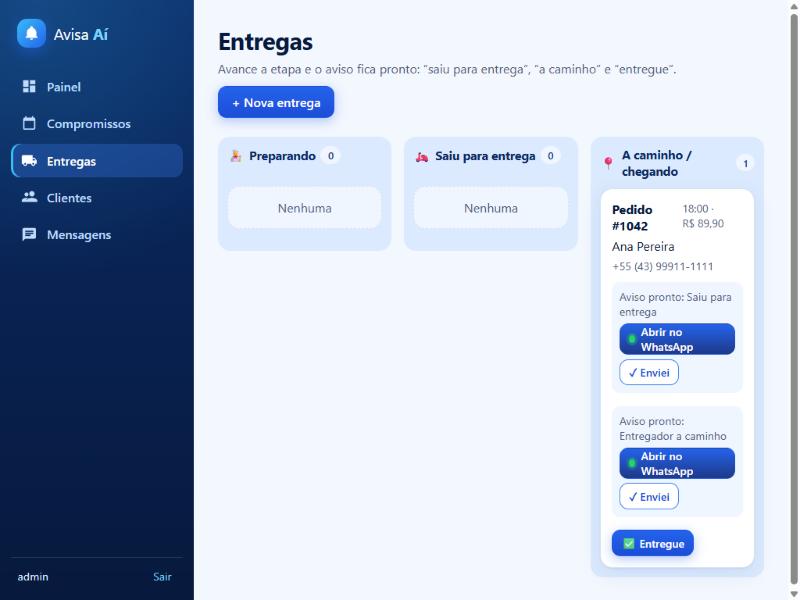 Avisa Aí
Painel
Compromissos
Entregas
Clientes
Mensagens
admin
Sair
Entregas
Avance a etapa e o aviso fica pronto: “saiu para entrega”, “a caminho” e “entregue”.
+ Nova entrega
Preparando 0
Nenhuma
Saiu para entrega 0
Nenhuma
A caminho /
chegando
1
Pedido
#1042
18:00 ·
R$ 89,90
Ana Pereira
+55 (43) 99911-1111
Aviso pronto: Saiu para
entrega
Abrir no
WhatsApp
✓ Enviei
Aviso pronto:
Entregador a caminho
Abrir no
WhatsApp
✓ Enviei
✅ Entregue